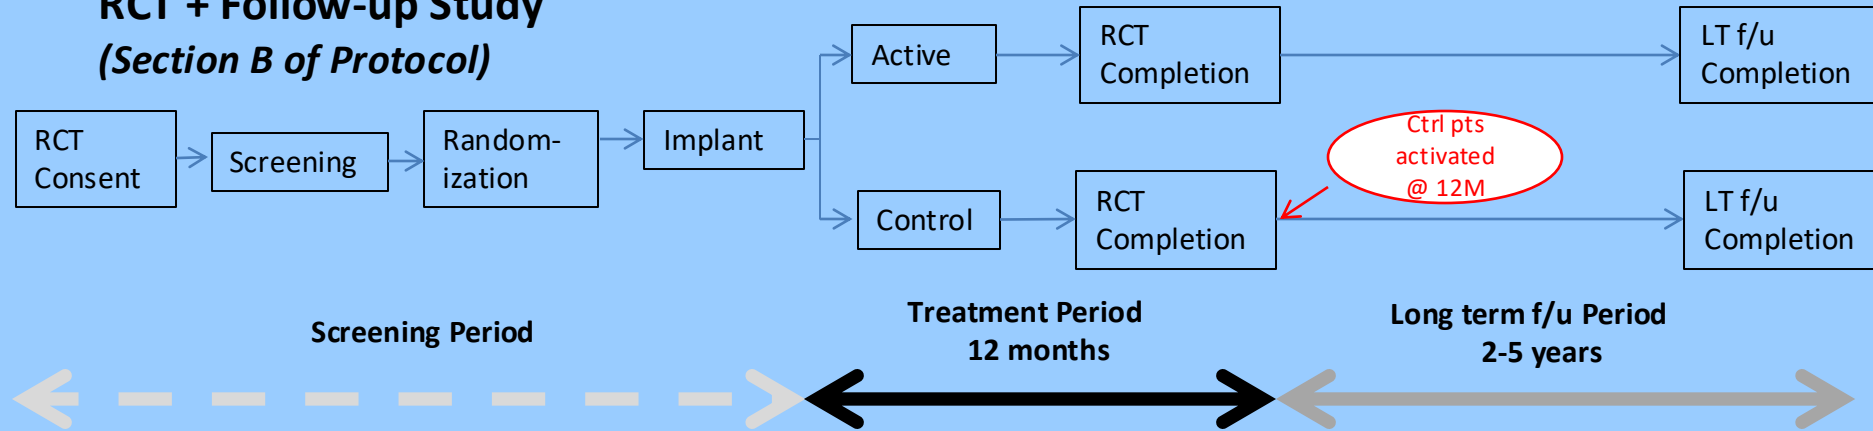 RCT + Follow-up Study
(Section B of Protocol)
RCT
Consent
Screening
Random-
ization
Implant
Active
RCT
Completion
LT f/u
Completion
Control
RCT
Completion
Ctrl pts
activated
@ 12M
LT f/u
Completion
Screening Period
Treatment Period
12 months
Long term f/u Period
2-5 years